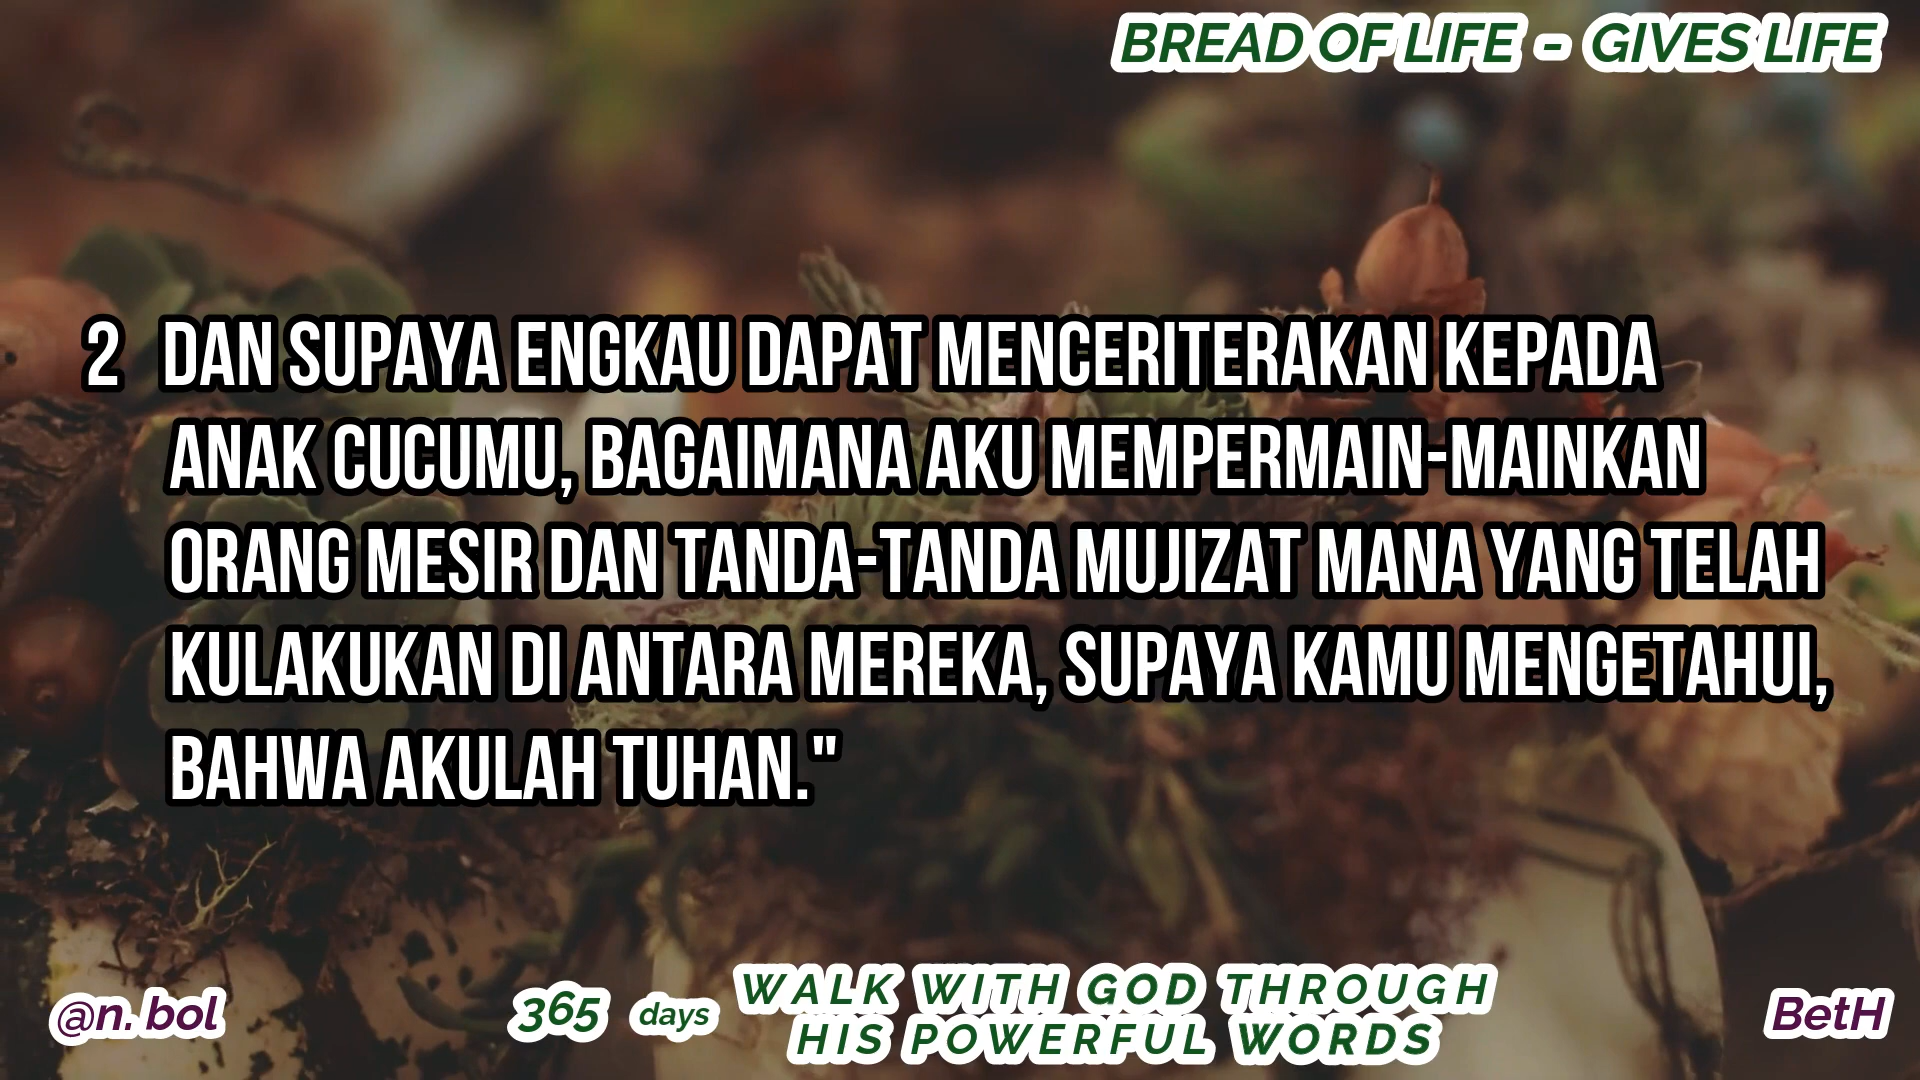 BREAD OF LIFE - GIVES LIFE
2 DAN SUPAYA ENGKAU DAPAT MENCERITERAKAN KEPADA
ANAK CUCUMU, BAGAIMANA AKU MEMPERMAIN-MAINKAN
ORANG MESIR DAN TANDA-TANDA MUJIZAT MANA YANG TELAH
KULAKUKAN DI ANTARA MEREKA, SUPAYA KAMU MENGETAHUI,
BAHWA AKULAH TUHAN."
@n. bol
365 days
WALK WITH GOD THROUGH
HIS POWERFUL WORDS
BetH